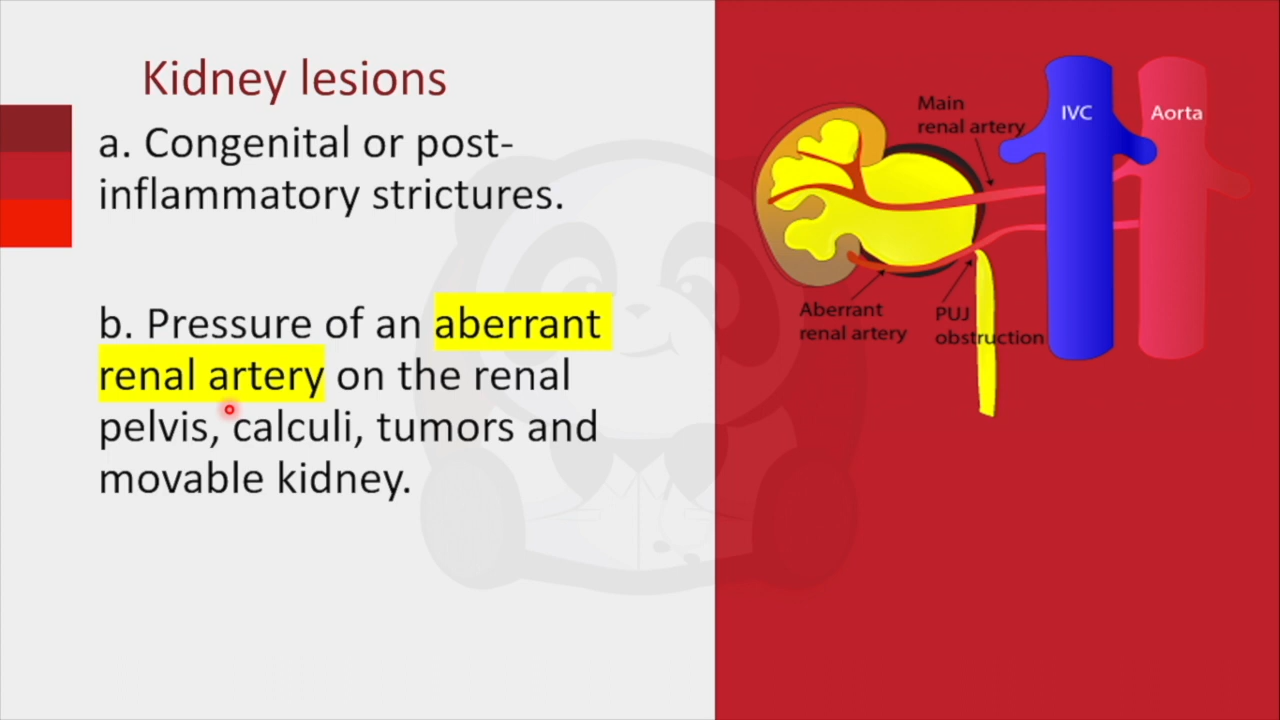 Kidney lesions
a. Congenital or post-
inflammatory strictures.
b. Pressure of an aberrant
renal artery on the renal
pelvis, calculi, tumors and
movable kidney.
Main
renal artery
IVC
Aorta
Aberrant
renal artery
PUJ
obstruction